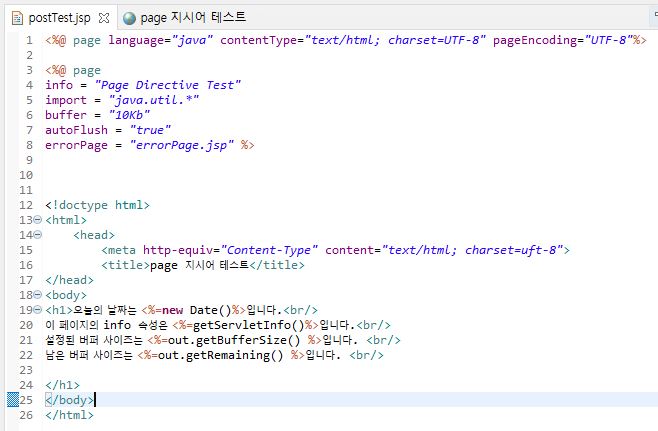 postTest.jsp page 지시어 테스트
1 <%@ page language="java" contentType="text/html; charset=UTF-8" pageEncoding="UTF-8"%>
2
3 <%@ page
4 info = "Page Directive Test"
5 import = "java.util.*"
6 buffer = "10Kb"
7 autoFlush = "true"
8 errorPage = "errorPage.jsp" %>
9
10
11
12 <!doctype html>
13 <html>
14 <head>
15 <meta http-equiv="Content-Type" content="text/html; charset=uft-8">
16 <title>page 지시어 테스트</title>
17 </head>
18 <body>
19 <h1>오늘의 날짜는 <%=new Date()%>입니다.<br/>
20 이 페이지의 info 속성은 <%=getServletInfo()%>입니다.<br/>
21 설정된 버퍼 사이즈는 <%=out.getBufferSize() %>입니다. <br/>
22 남은 버퍼 사이즈는 <%=out.getRemaining() %>입니다. <br/>
23
24 </h1>
25 </body>
26 </html>